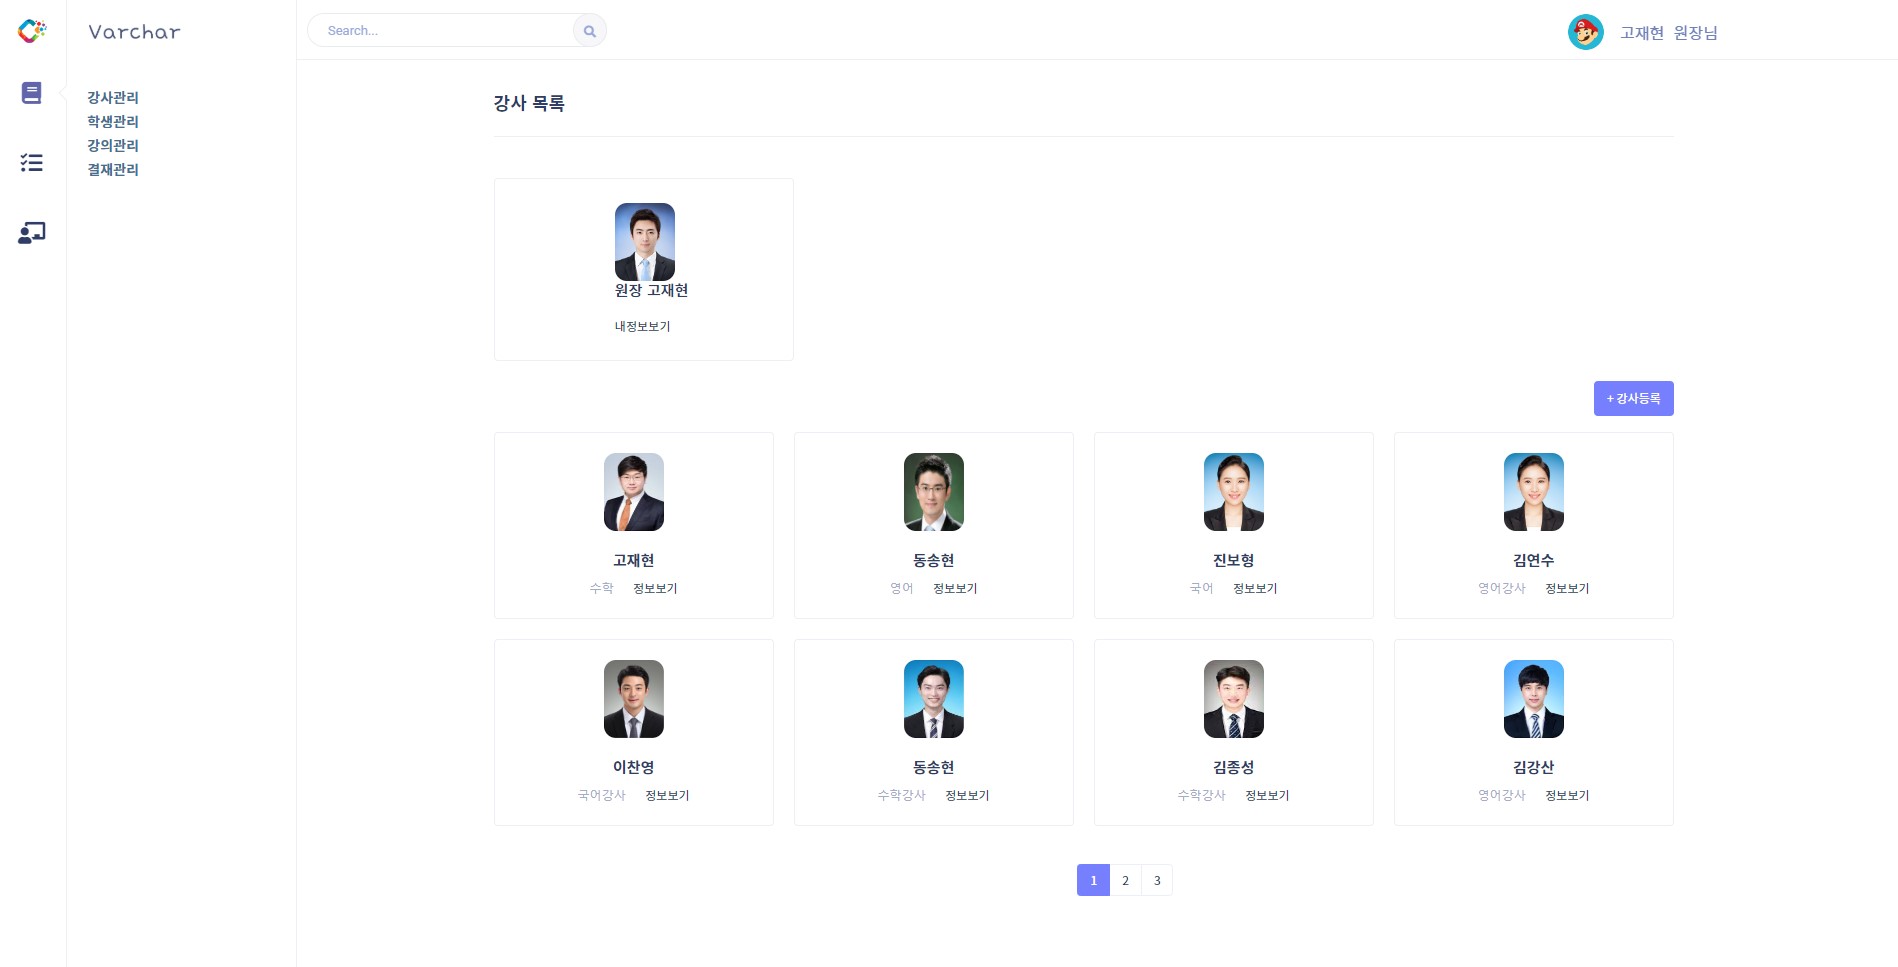 Varchar
Search...
고재현 원장님
강사관리
학생관리
강의관리
결재관리
강사 목록
원장 고재현
내정보보기
+ 강사등록
고재현
수학 정보보기
동송현
영어 정보보기
진보형
국어 정보보기
김연수
영어강사 정보보기
이찬영
국어강사 정보보기
동송현
수학강사 정보보기
김종성
수학강사 정보보기
김강산
영어강사 정보보기
1 2 3